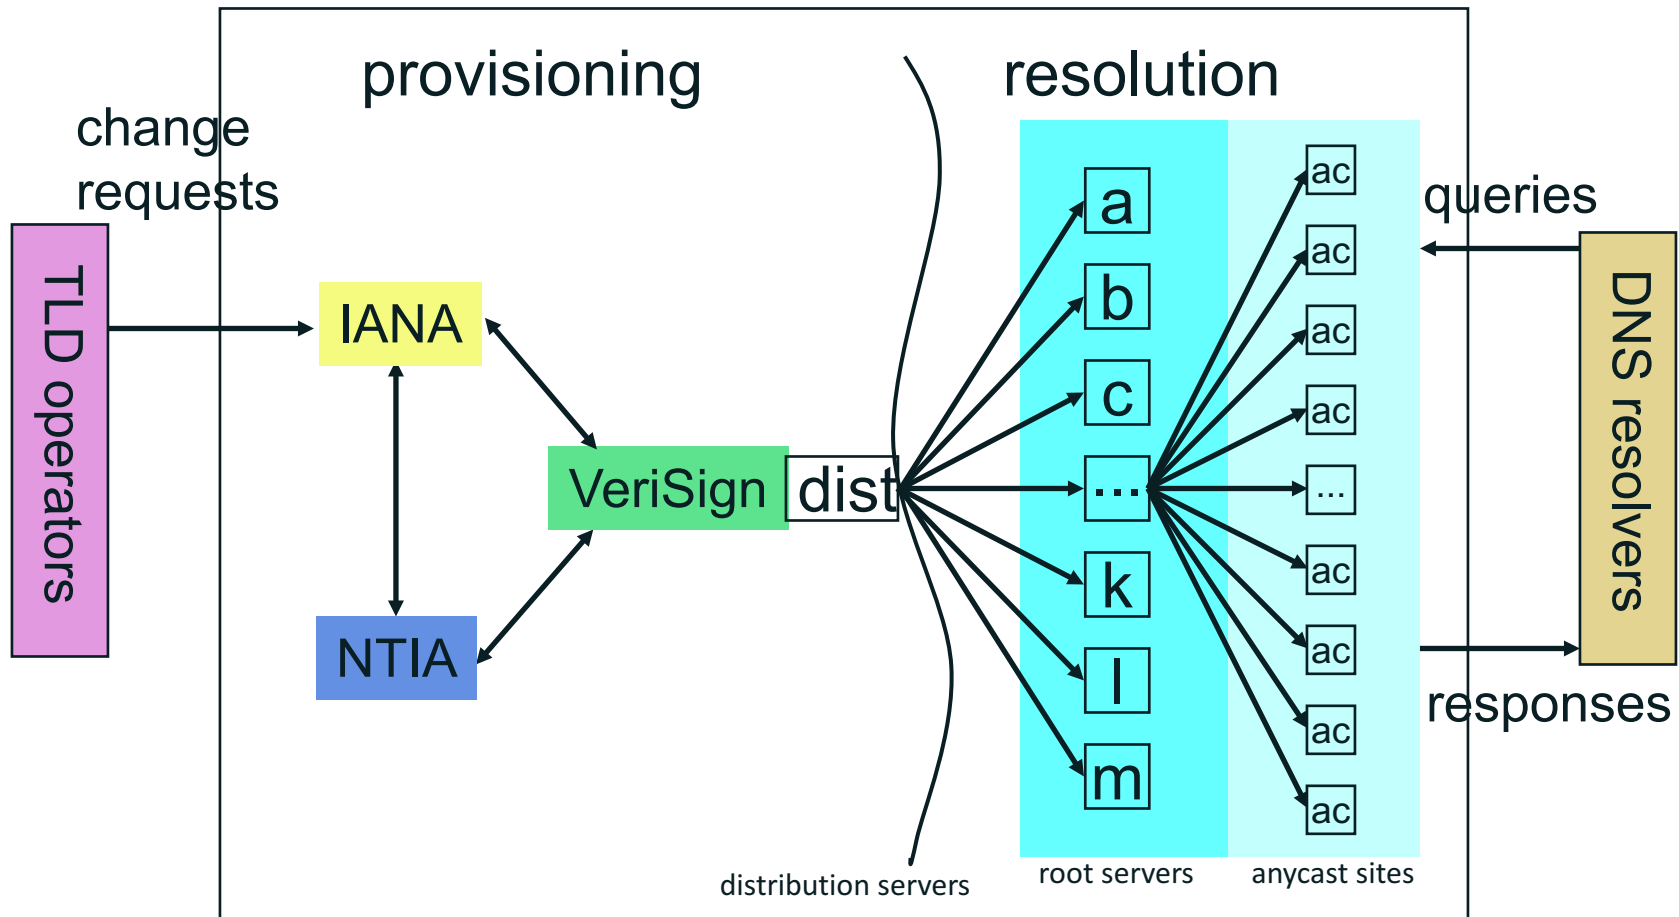 provisioning
resolution
change
requests
TLD operators
IANA
NTIA
VeriSign
dist
a
b
c
...
k
l
m
ac
ac
ac
ac
...
ac
ac
ac
ac
queries
DNS resolvers
responses
distribution servers
root servers
anycast sites